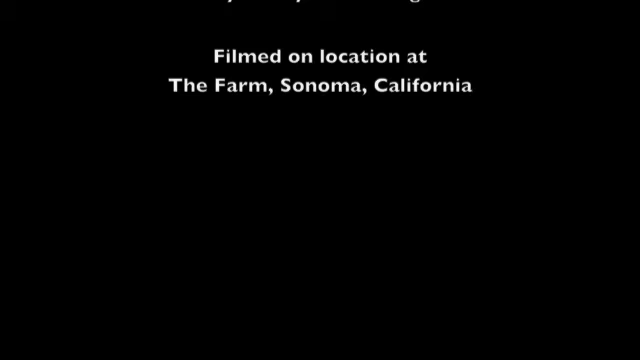 Filmed on location at
The Farm, Sonoma, California